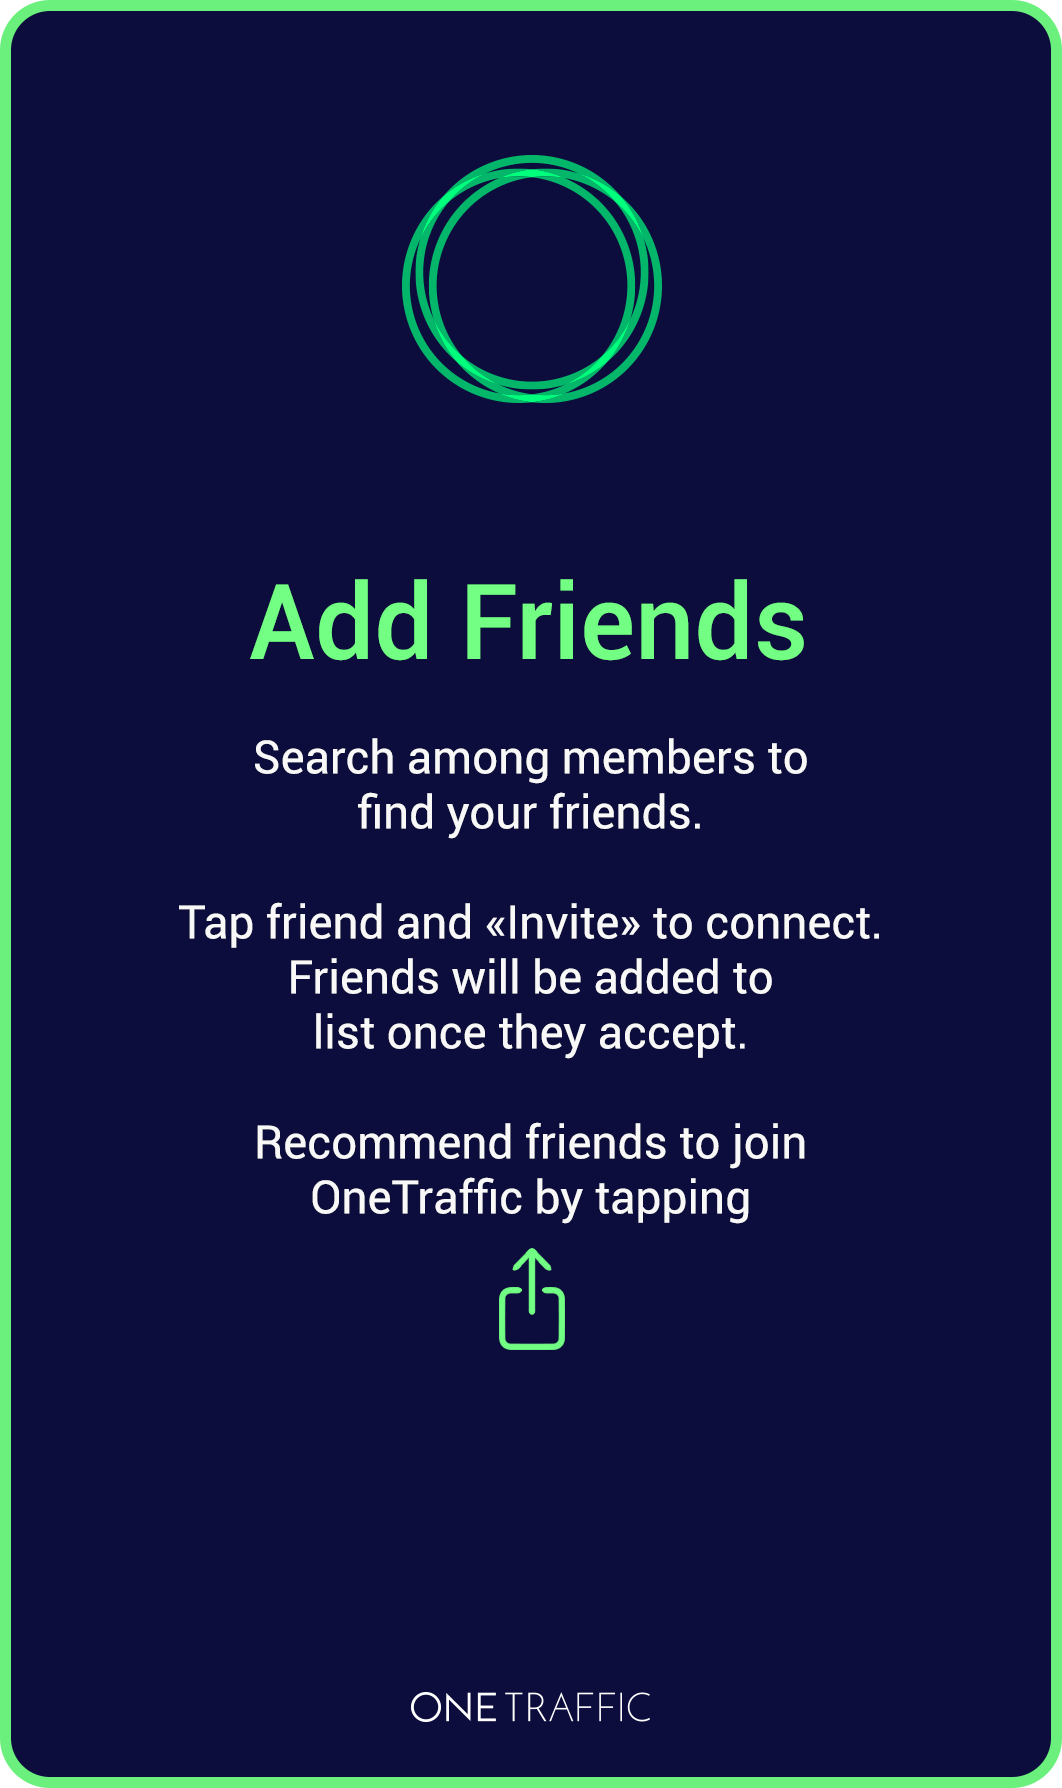 Add Friends
Search among members to
find your friends.
Tap friend and «Invite» to connect.
Friends will be added to
list once they accept.
Recommend friends to join
OneTraffic by tapping
ONETRAFFIC